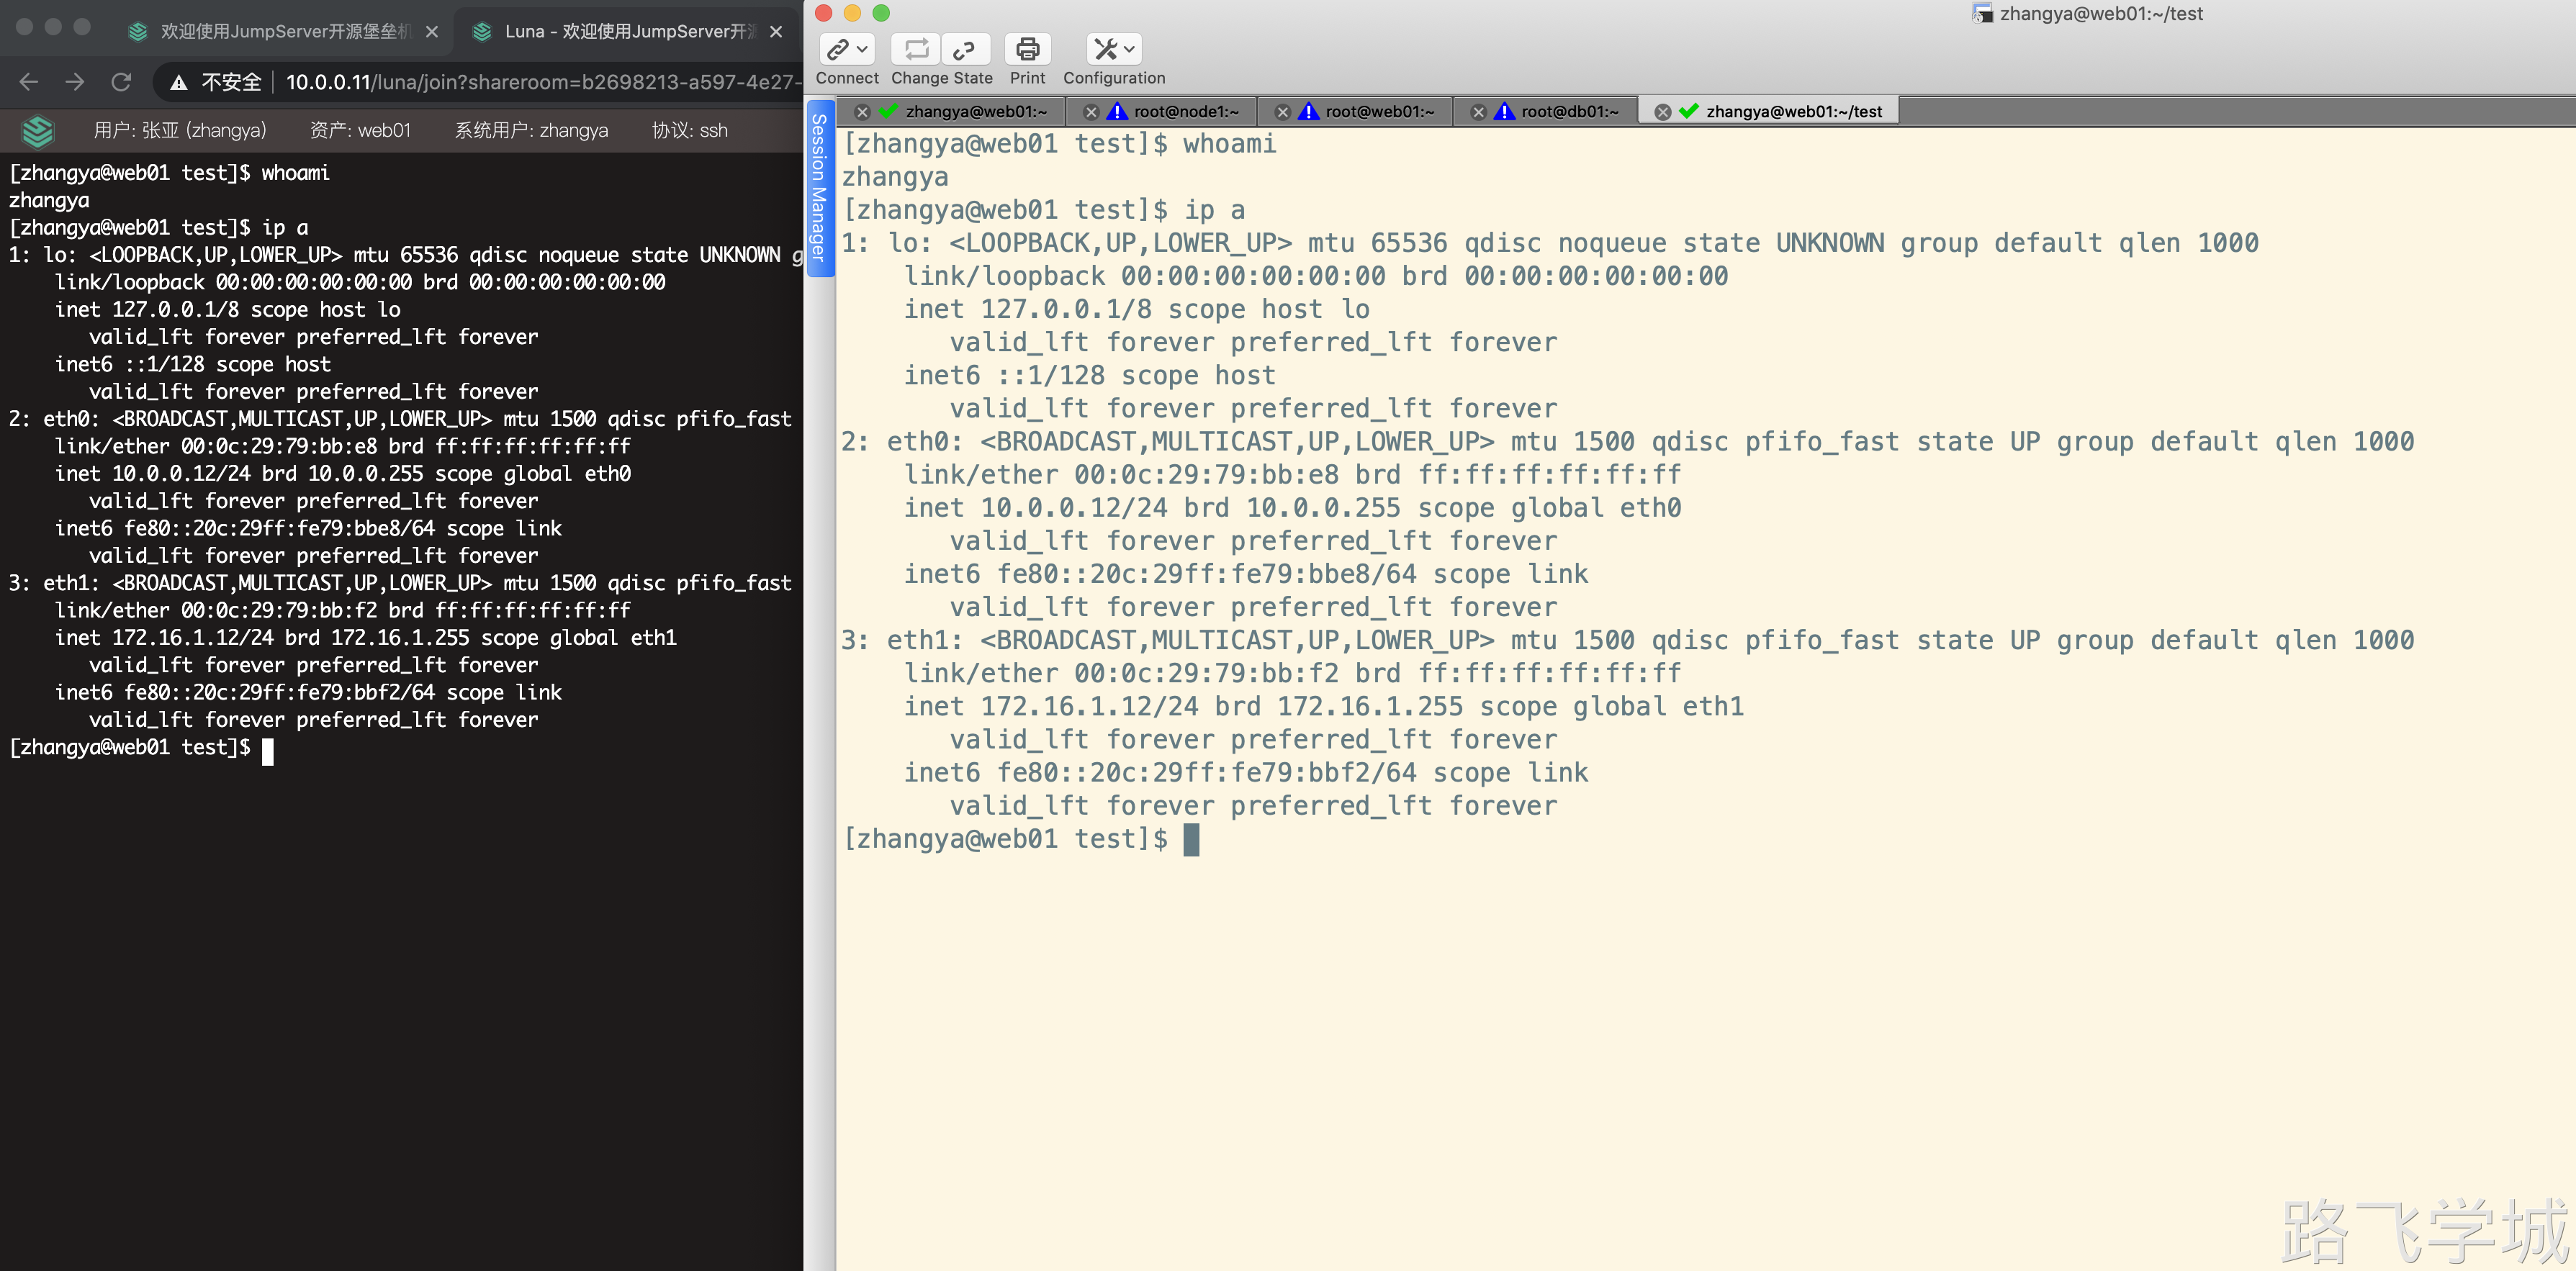 欢迎使用JumpServer开源堡垒机
Luna - 欢迎使用JumpServer开源
不安全 10.0.0.11/luna/join?shareroom=b2698213-a597-4e27-
用户: 张亚 (zhangya) 资产: web01 系统用户: zhangya 协议: ssh
[zhangya@web01 test]$ whoami
zhangya
[zhangya@web01 test]$ ip a
1: lo: <LOOPBACK,UP,LOWER_UP> mtu 65536 qdisc noqueue state UNKNOWN g
link/loopback 00:00:00:00:00:00 brd 00:00:00:00:00:00
inet 127.0.0.1/8 scope host lo
valid_lft forever preferred_lft forever
inet6 ::1/128 scope host
valid_lft forever preferred_lft forever
2: eth0: <BROADCAST,MULTICAST,UP,LOWER_UP> mtu 1500 qdisc pfifo_fast
link/ether 00:0c:29:79:bb:e8 brd ff:ff:ff:ff:ff:ff
inet 10.0.0.12/24 brd 10.0.0.255 scope global eth0
valid_lft forever preferred_lft forever
inet6 fe80::20c:29ff:fe79:bbe8/64 scope link
valid_lft forever preferred_lft forever
3: eth1: <BROADCAST,MULTICAST,UP,LOWER_UP> mtu 1500 qdisc pfifo_fast
link/ether 00:0c:29:79:bb:f2 brd ff:ff:ff:ff:ff:ff
inet 172.16.1.12/24 brd 172.16.1.255 scope global eth1
valid_lft forever preferred_lft forever
inet6 fe80::20c:29ff:fe79:bbf2/64 scope link
valid_lft forever preferred_lft forever
[zhangya@web01 test]$
zhangya@web01:~/test
Connect Change State Print Configuration
Session Manager
zhangya@web01:~ root@node1:~ root@web01:~ root@db01:~ zhangya@web01:~/test
[zhangya@web01 test]$ whoami
zhangya
[zhangya@web01 test]$ ip a
1: lo: <LOOPBACK,UP,LOWER_UP> mtu 65536 qdisc noqueue state UNKNOWN group default qlen 1000
link/loopback 00:00:00:00:00:00 brd 00:00:00:00:00:00
inet 127.0.0.1/8 scope host lo
valid_lft forever preferred_lft forever
inet6 ::1/128 scope host
valid_lft forever preferred_lft forever
2: eth0: <BROADCAST,MULTICAST,UP,LOWER_UP> mtu 1500 qdisc pfifo_fast state UP group default qlen 1000
link/ether 00:0c:29:79:bb:e8 brd ff:ff:ff:ff:ff:ff
inet 10.0.0.12/24 brd 10.0.0.255 scope global eth0
valid_lft forever preferred_lft forever
inet6 fe80::20c:29ff:fe79:bbe8/64 scope link
valid_lft forever preferred_lft forever
3: eth1: <BROADCAST,MULTICAST,UP,LOWER_UP> mtu 1500 qdisc pfifo_fast state UP group default qlen 1000
link/ether 00:0c:29:79:bb:f2 brd ff:ff:ff:ff:ff:ff
inet 172.16.1.12/24 brd 172.16.1.255 scope global eth1
valid_lft forever preferred_lft forever
inet6 fe80::20c:29ff:fe79:bbf2/64 scope link
valid_lft forever preferred_lft forever
[zhangya@web01 test]$
路飞学城